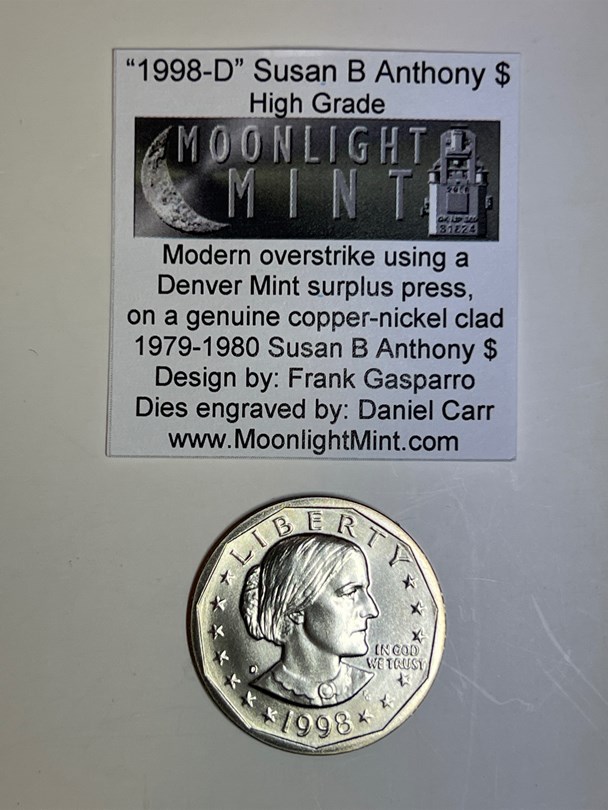 “1998-D” Susan B Anthony $
High Grade
MOONLIGHT
MINT
Modern overstrike using a
Denver Mint surplus press,
on a genuine copper-nickel clad
1979-1980 Susan B Anthony $
Design by: Frank Gasparro
Dies engraved by: Daniel Carr
www.MoonlightMint.com
LIBERTY
IN GOD
WE TRUST
D
1998